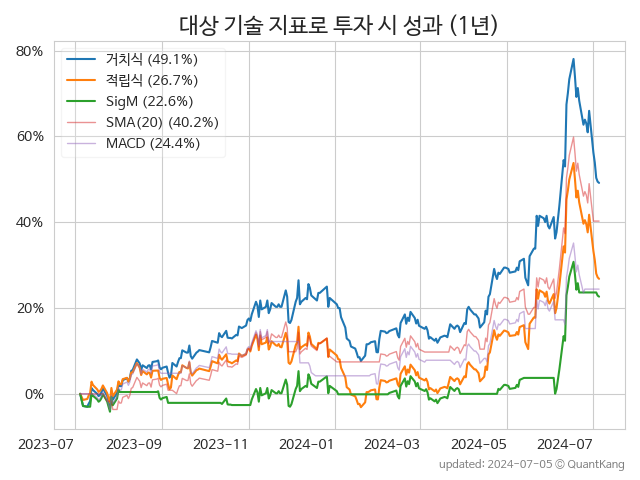 대상 기술 지표로 투자 시 성과 (1년)
80%
60%
40%
20%
0%
거치식 (49.1%)
적립식 (26.7%)
SigM (22.6%)
SMA(20) (40.2%)
MACD (24.4%)
2023-07 2023-09 2023-11 2024-01 2024-03 2024-05 2024-07
updated: 2024-07-05 © QuantKang